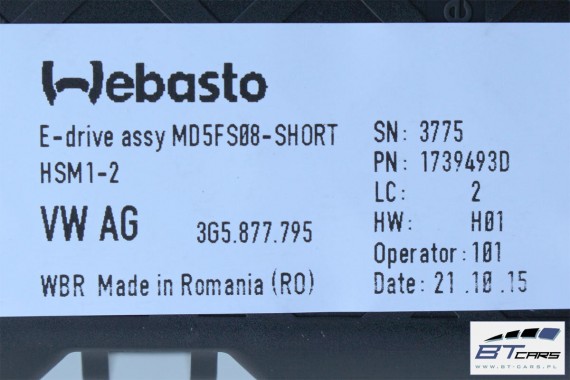 Webasto
E-drive assy MD5FS08-SHORT
HSM1-2
VW AG 3G5.877.795
WBR Made in Romania (RO)
SN: 3775
PN: 1739493D
LC: 2
HW: H01
Operator: 101
Date: 21 .10 .15
BT CARS
WWW.BT-CARS.PL